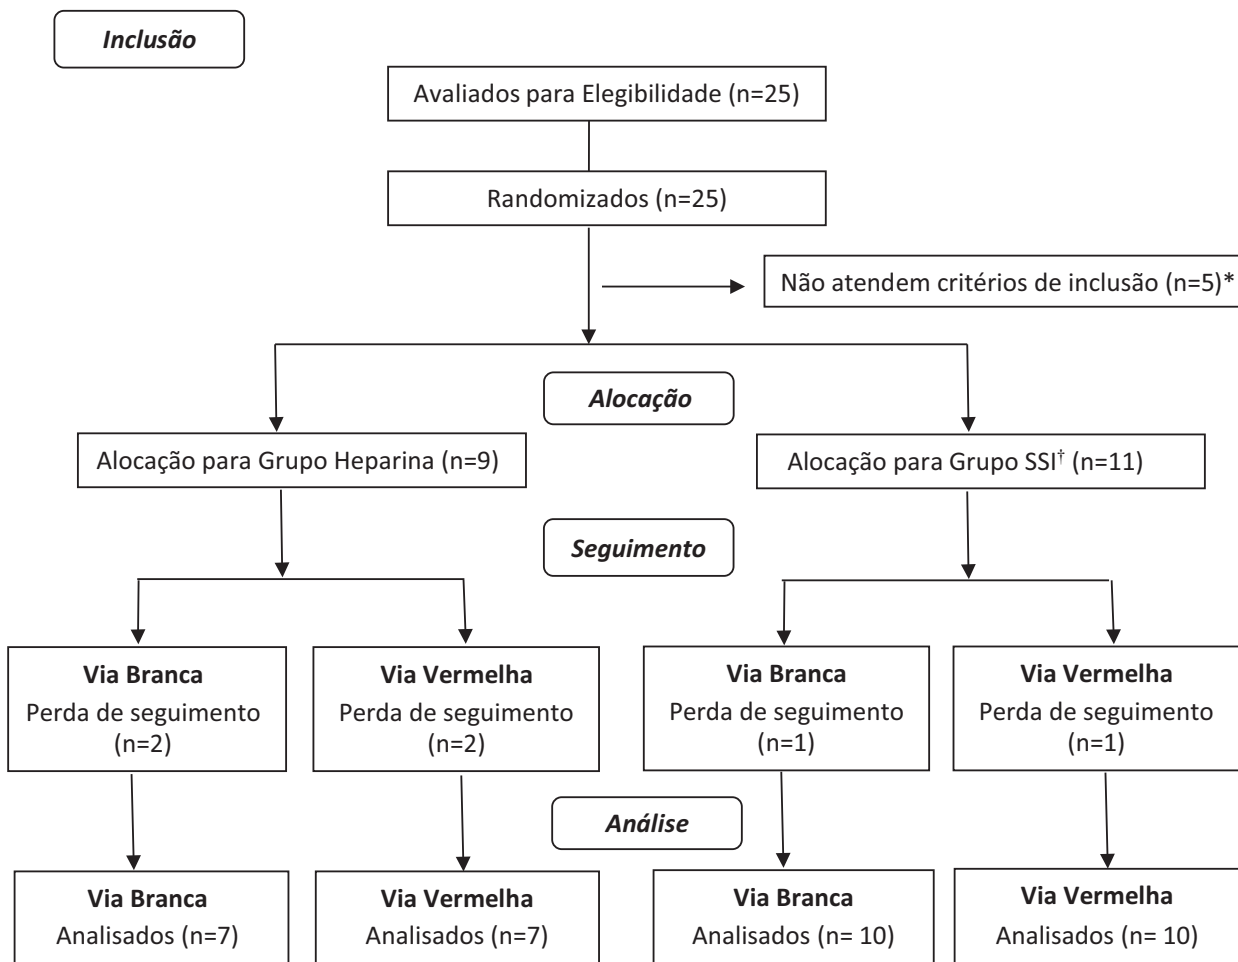 Inclusão
Avaliados para Elegibilidade (n=25)
Randomizados (n=25)
Não atendem critérios de inclusão (n=5)*
Alocação
Alocação para Grupo Heparina (n=9)
Alocação para Grupo SSI† (n=11)
Seguimento
Via Branca
Perda de seguimento
(n=2)
Via Vermelha
Perda de seguimento
(n=2)
Via Branca
Perda de seguimento
(n=1)
Via Vermelha
Perda de seguimento
(n=1)
Análise
Via Branca
Analisados (n=7)
Via Vermelha
Analisados (n=7)
Via Branca
Analisados (n= 10)
Via Vermelha
Analisados (n= 10)